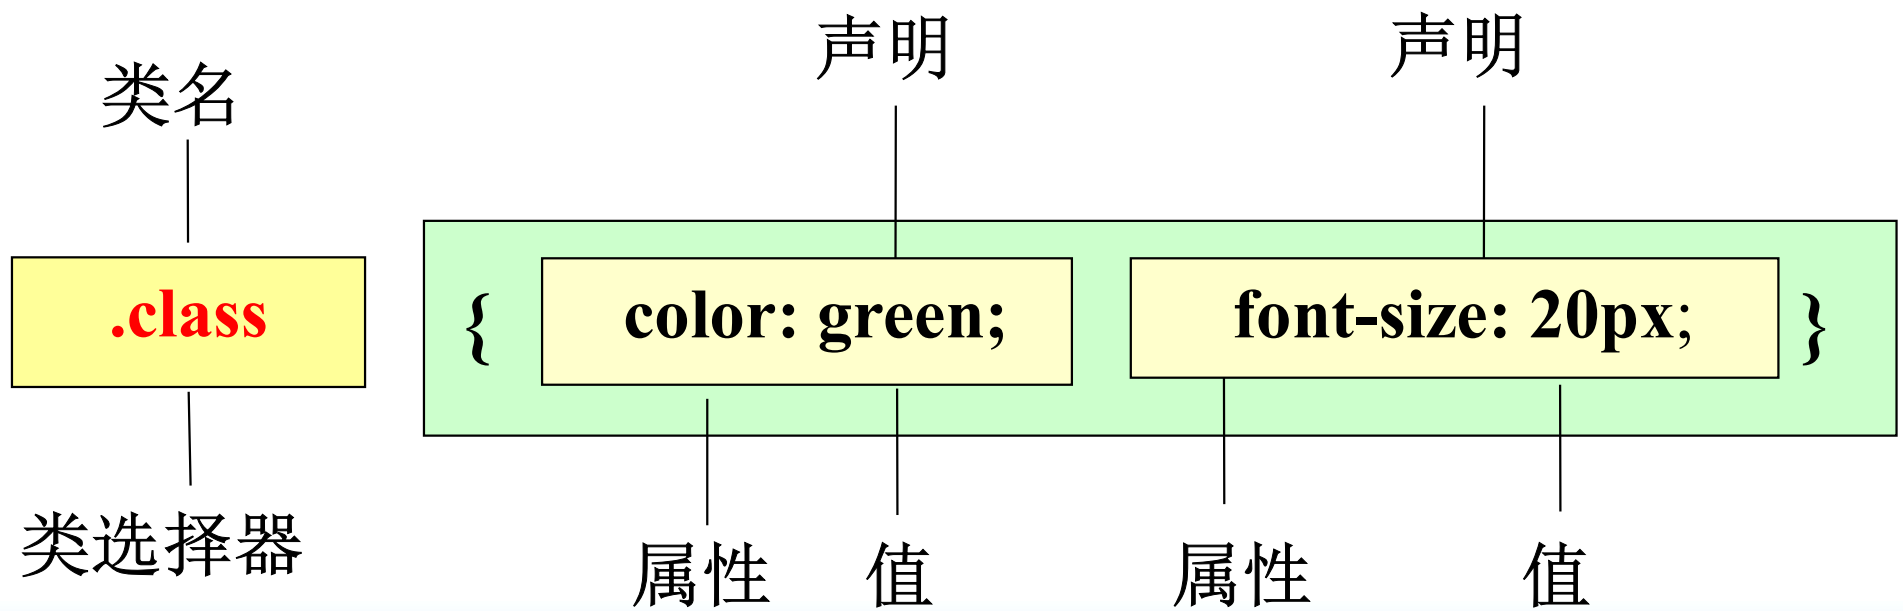 声明 声明
类名
.class { color: green; font-size: 20px; }
类选择器
属性 值 属性 值